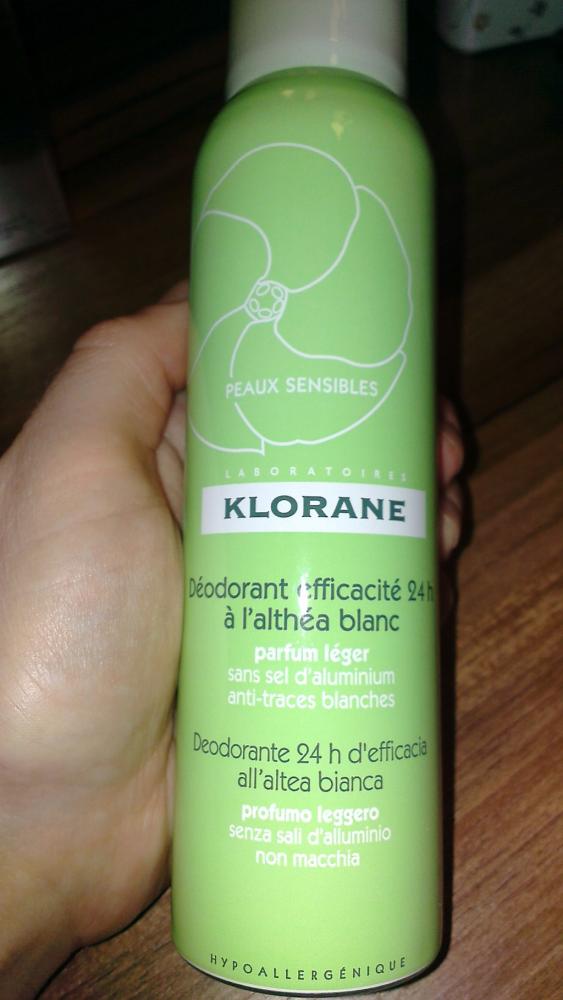 PEAUX SENSIBLES
LABORATOIRES
KLORANE
Déodorant efficacité 24 h
à l'althéa blanc
parfum léger
sans sel d'aluminium
anti-traces blanches
Deodorante 24 h d'efficacia
all'altea bianca
profumo leggero
senza sali d'alluminio
non macchia
HYPOALLERGÉNIQUE